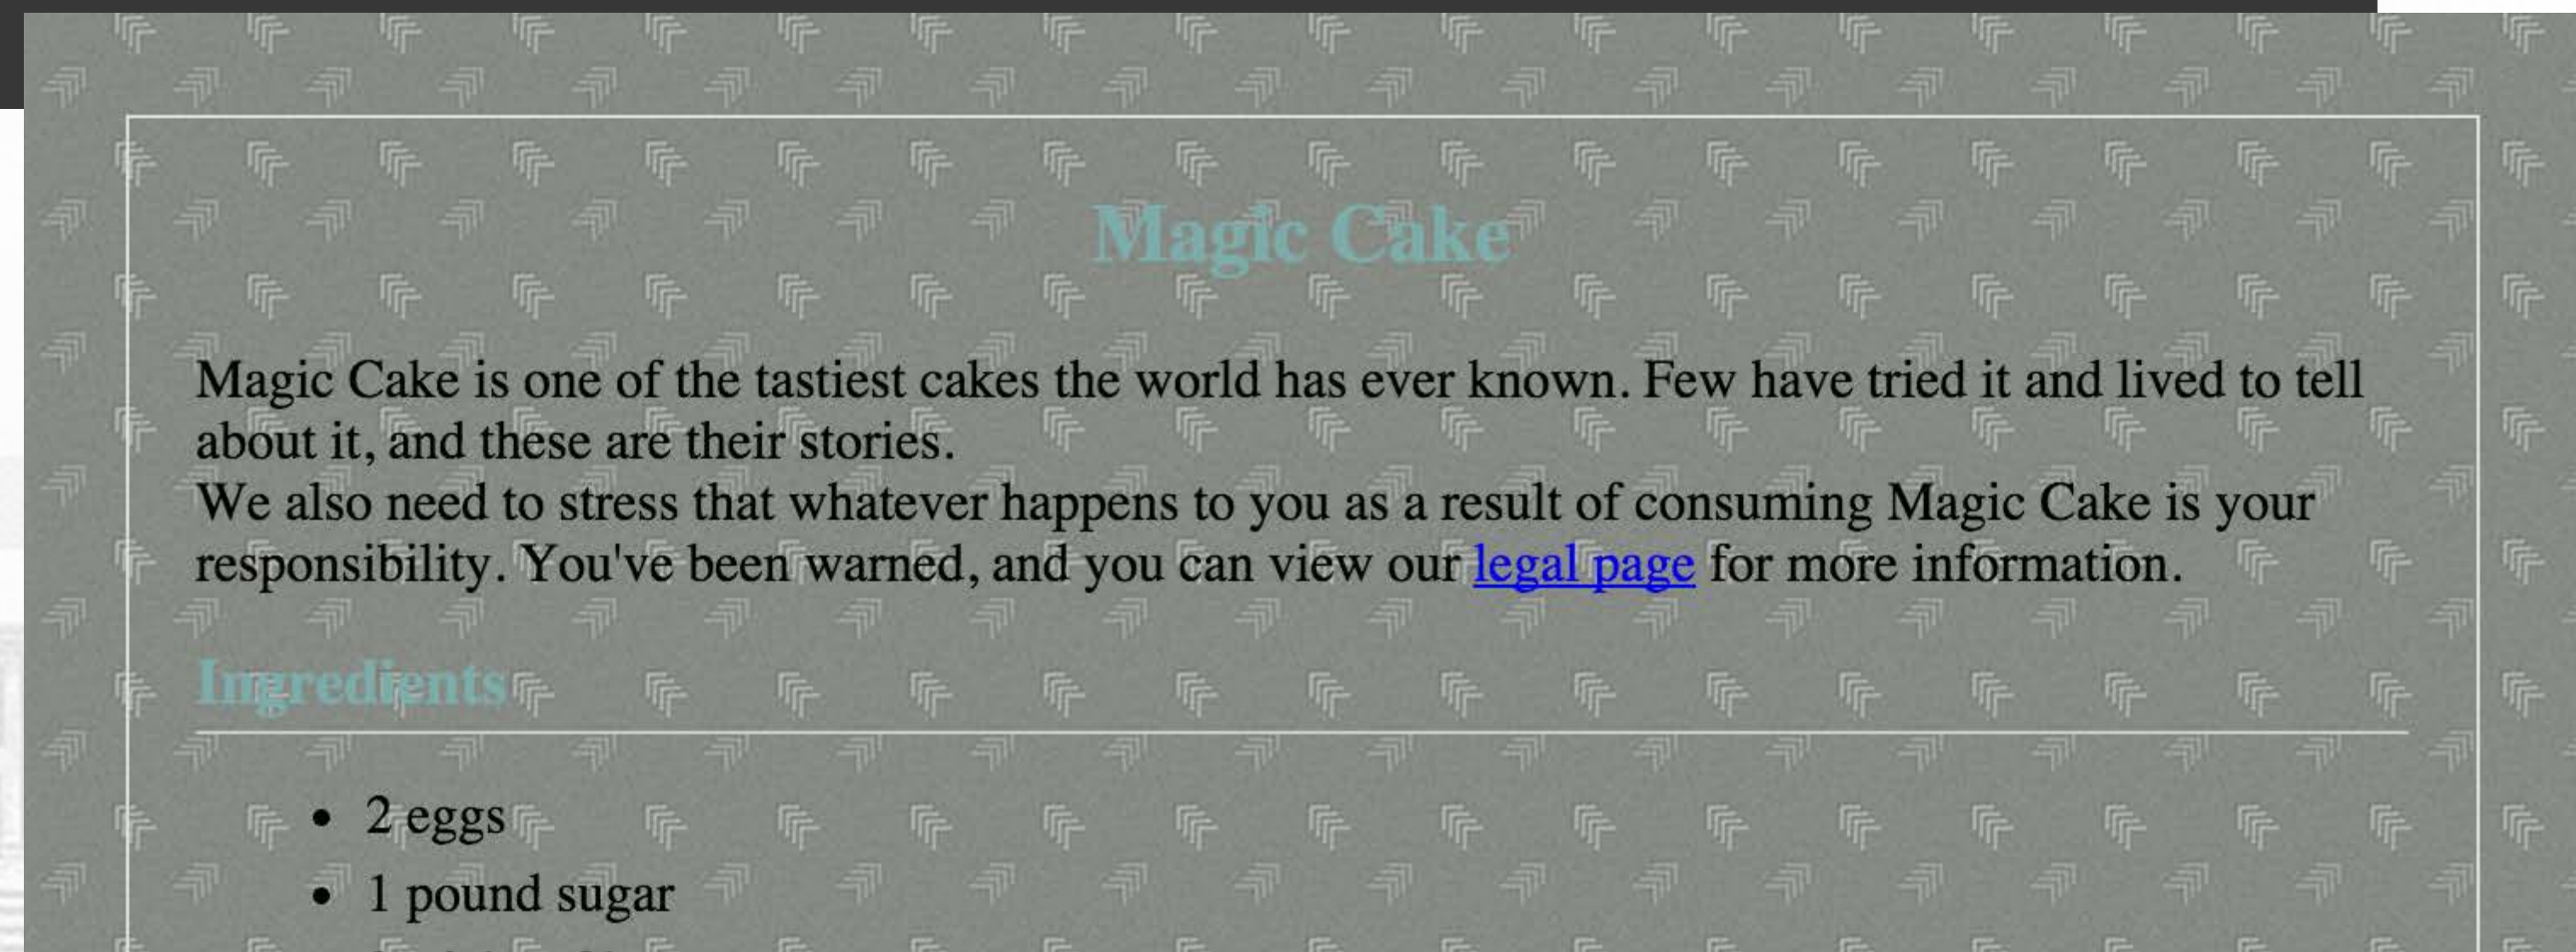 Magic Cake
Magic Cake is one of the tastiest cakes the world has ever known. Few have tried it and lived to tell
about it, and these are their stories.
We also need to stress that whatever happens to you as a result of consuming Magic Cake is your
responsibility. You've been warned, and you can view our legal page for more information.
Ingredients
• 2 eggs
• 1 pound sugar